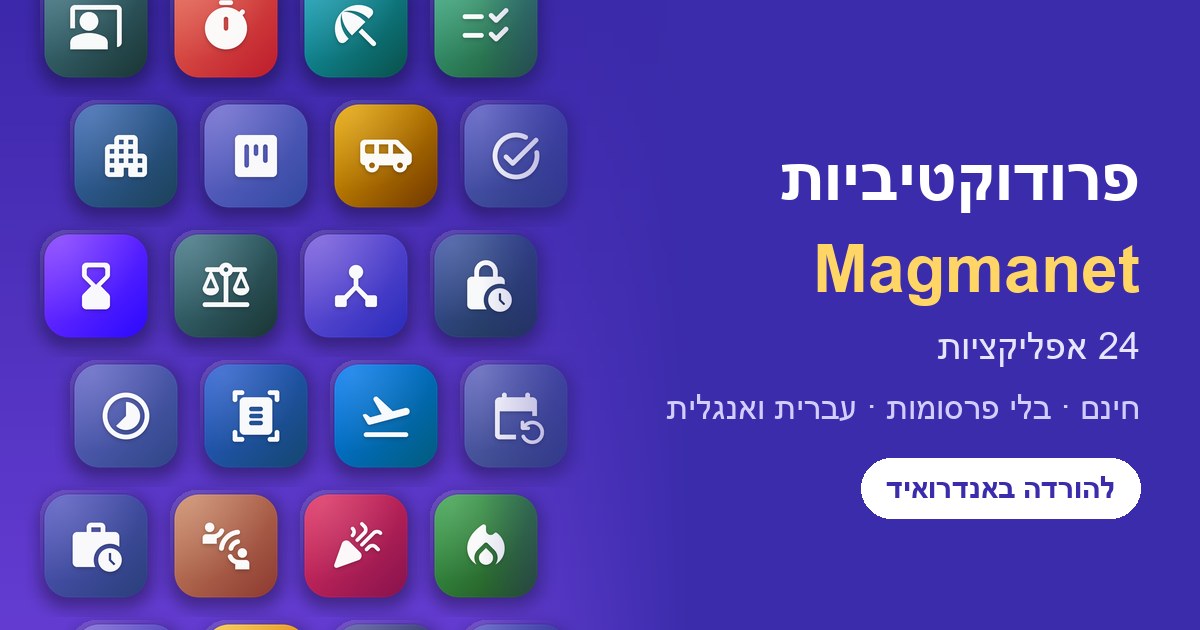 פרודוקטיביות
Magmanet
24 אפליקציות
חינם · בלי פרסומות · עברית ואנגלית
להורדה באנדרואיד